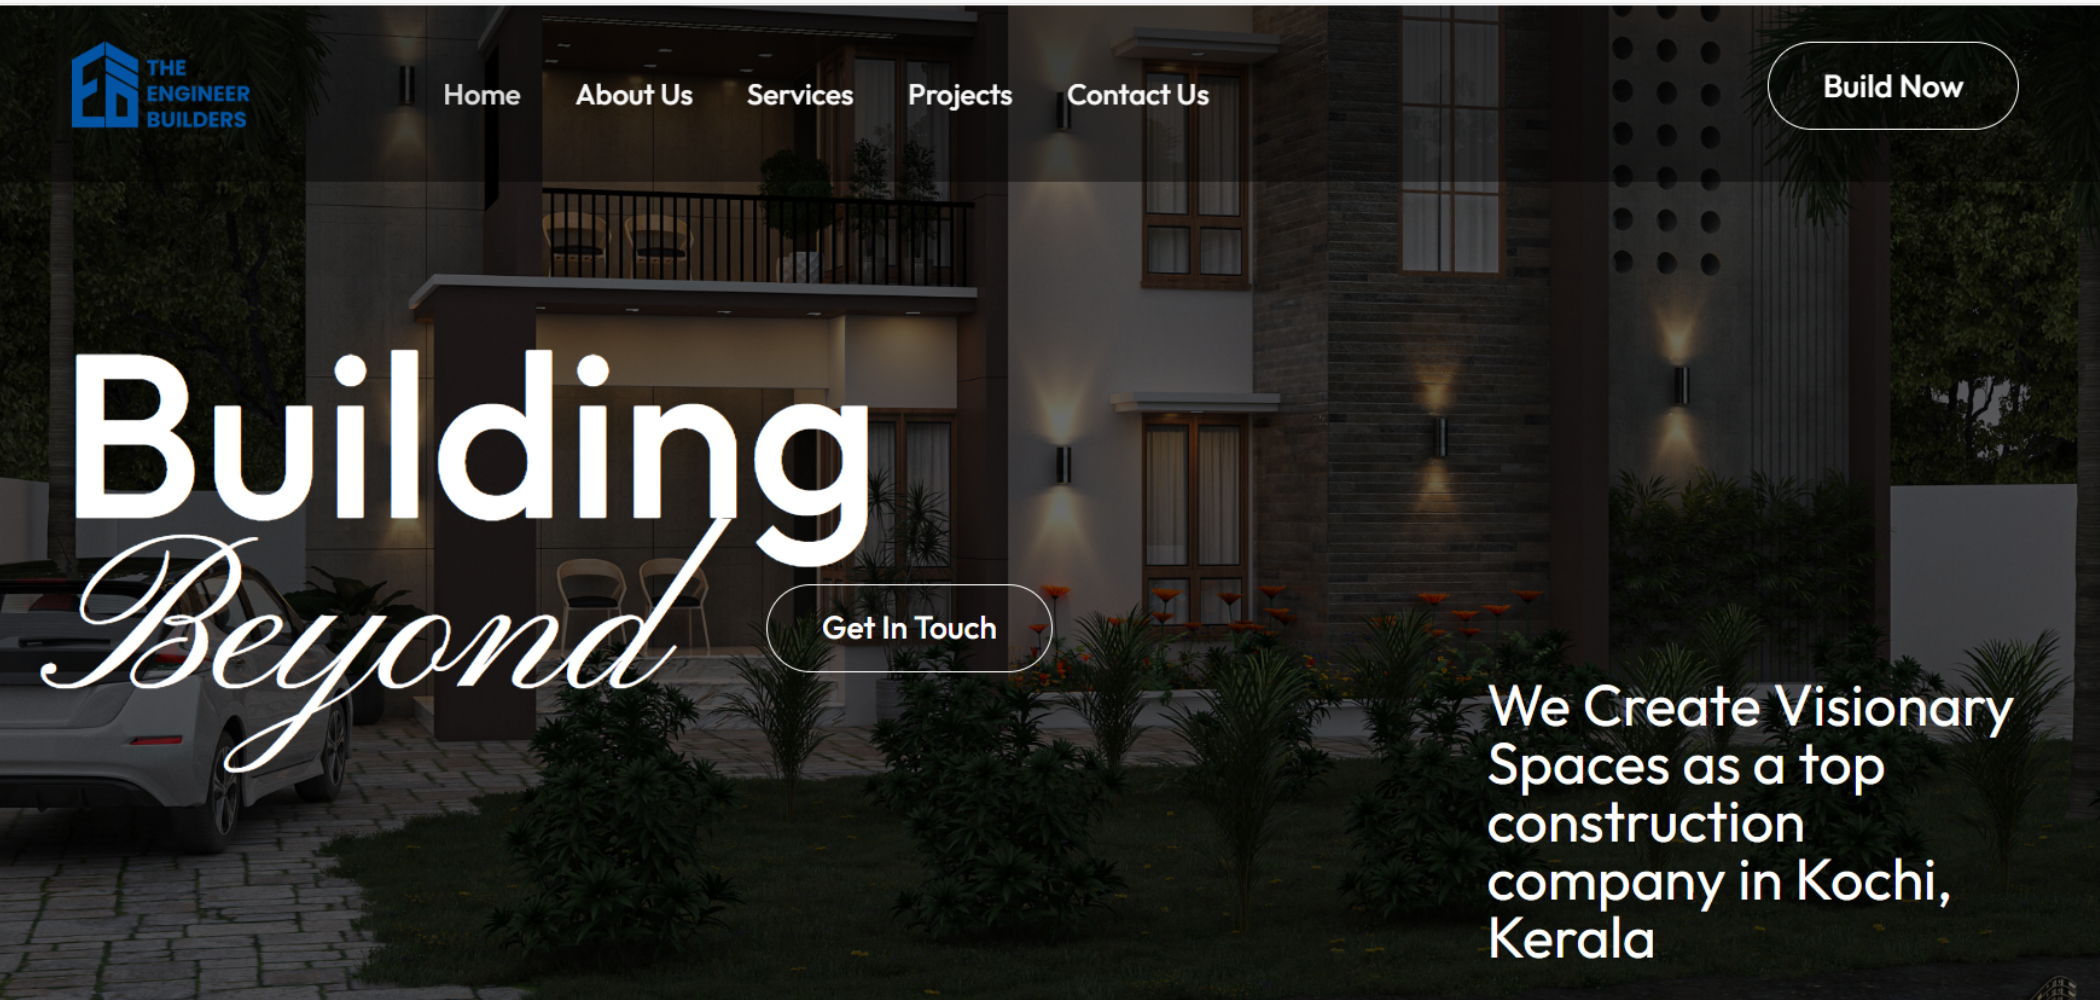 THE
ENGINEER
BUILDERS
Home About Us Services Projects Contact Us
Build Now
Building
Beyond
Get In Touch
We Create Visionary
Spaces as a top
construction
company in Kochi,
Kerala